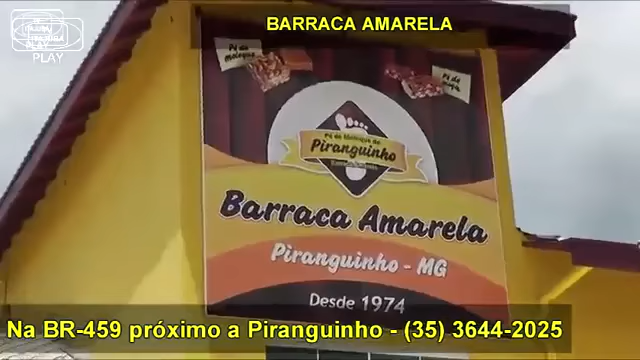 BARRACA AMARELA
PLAY
PLAY
Pé de
Moleque
Pé de
Pé de Moleque de
Piranguinho
Barraca Amarela
Piranguinho - MG
Desde 1974
Na BR-459 próximo a Piranguinho - (35) 3644-2025